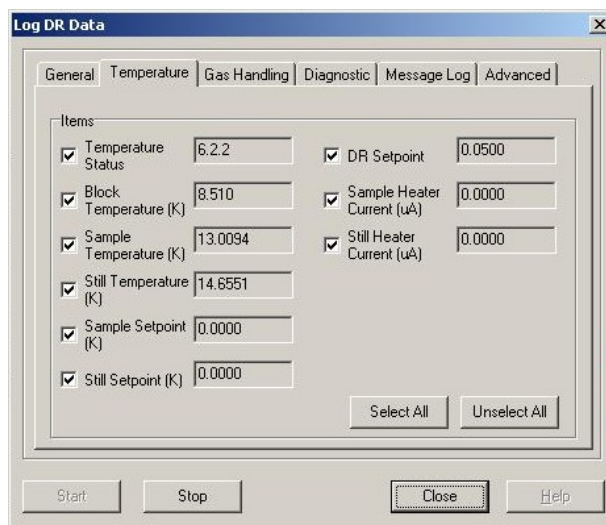 Log DR Data
General Temperature Gas Handling Diagnostic Message Log Advanced
Items
Temperature
Status
6.2.2
Block
Temperature (K)
8.510
Sample
Temperature (K)
13.0094
Still Temperature
(K)
14.6551
Sample Setpoint
(K)
0.0000
Still Setpoint (K)
0.0000
DR Setpoint
0.0500
Sample Heater
Current (uA)
0.0000
Still Heater
Current (uA)
0.0000
Select All Unselect All
Start Stop Close Help